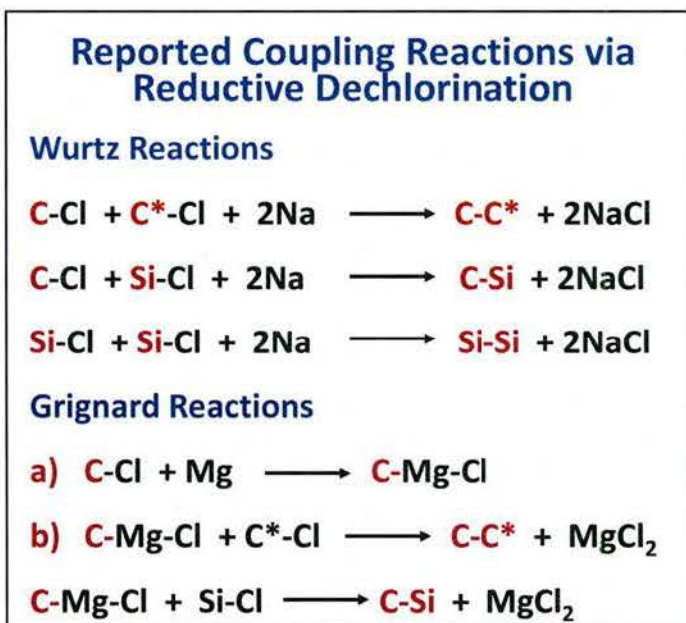 Reported Coupling Reactions via
Reductive Dechlorination
Wurtz Reactions
C-Cl + C*-Cl + 2Na ⟶ C-C* + 2NaCl
C-Cl + Si-Cl + 2Na ⟶ C-Si + 2NaCl
Si-Cl + Si-Cl + 2Na ⟶ Si-Si + 2NaCl
Grignard Reactions
a) C-Cl + Mg ⟶ C-Mg-Cl
b) C-Mg-Cl + C*-Cl ⟶ C-C* + MgCl₂
C-Mg-Cl + Si-Cl ⟶ C-Si + MgCl₂